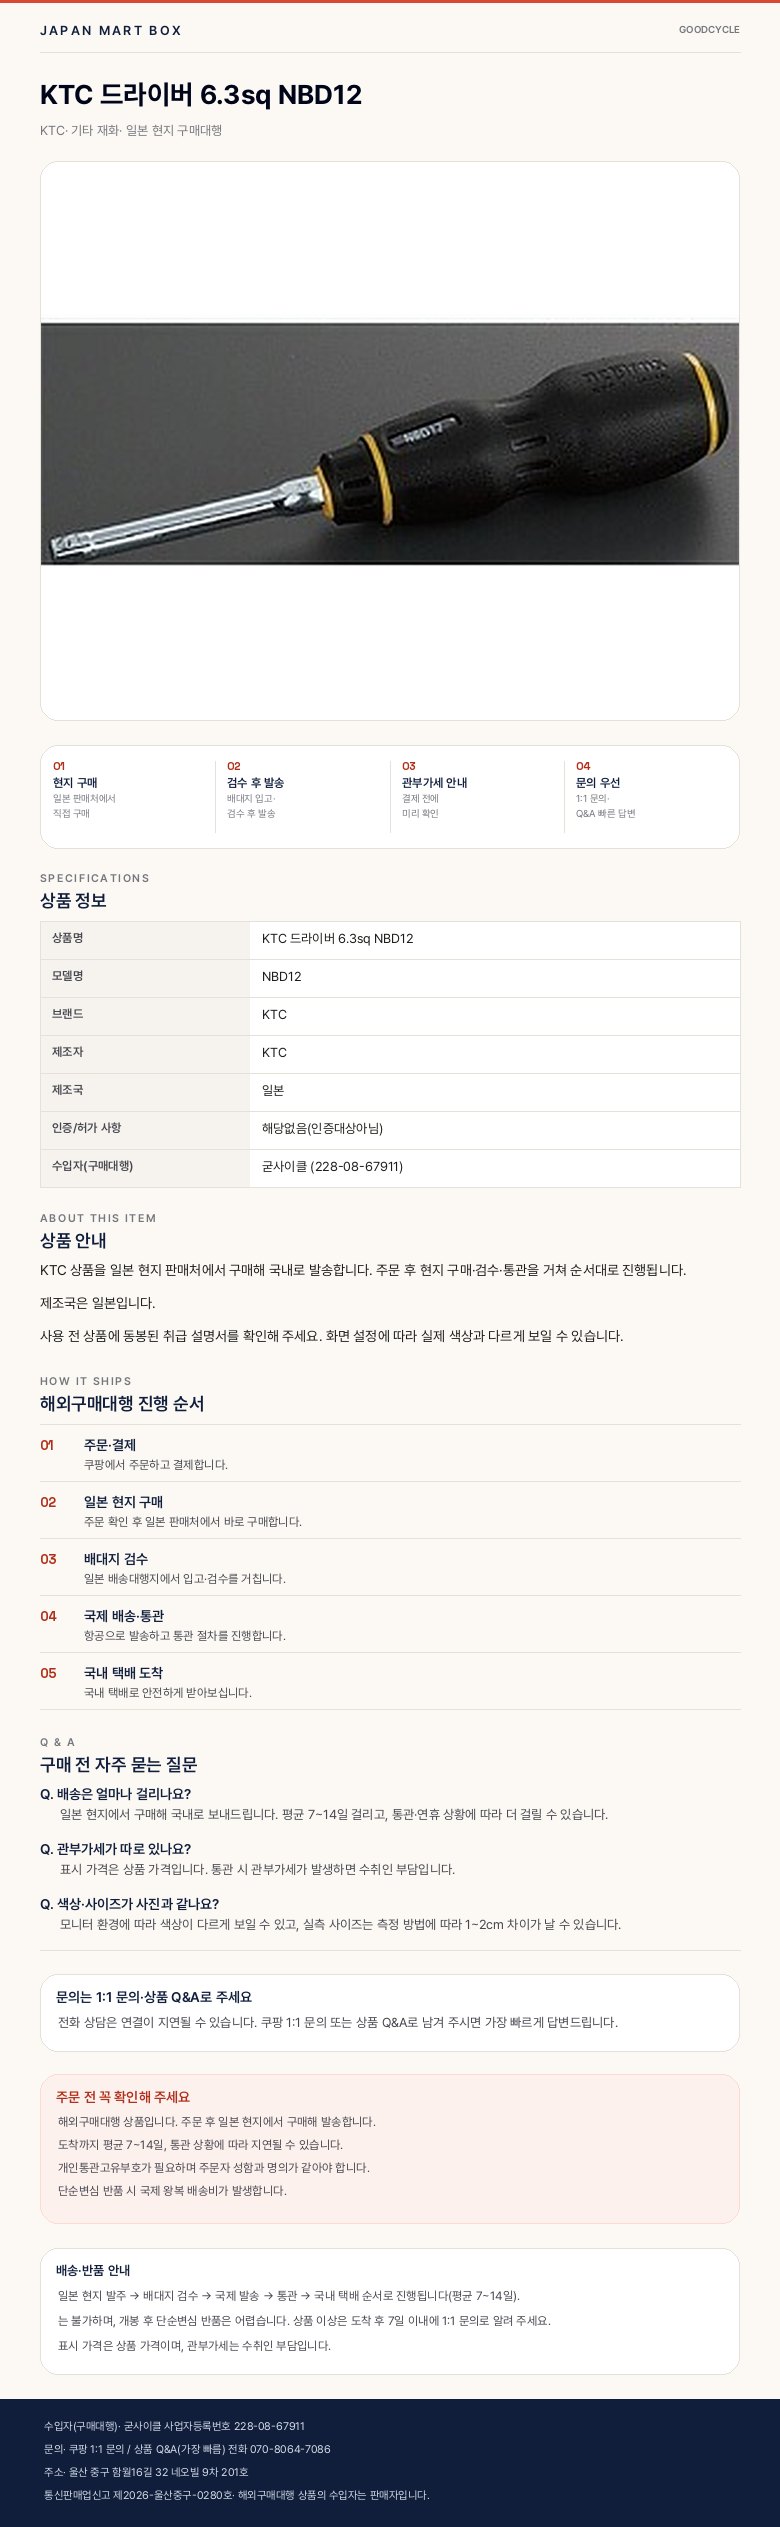 JAPAN MART BOX
GOODCYCLE
KTC 드라이버 6.3sq NBD12
KTC· 기타 재화· 일본 현지 구매대행
NBD12
01
현지 구매
일본 판매처에서
직접 구매
02
검수 후 발송
배대지 입고·
검수 후 발송
03
관부가세 안내
결제 전에
미리 확인
04
문의 우선
1:1 문의·
Q&A 빠른 답변
SPECIFICATIONS
상품 정보
상품명 KTC 드라이버 6.3sq NBD12
모델명 NBD12
브랜드 KTC
제조자 KTC
제조국 일본
인증/허가 사항 해당없음(인증대상아님)
수입자(구매대행) 굳사이클 (228-08-67911)
ABOUT THIS ITEM
상품 안내
KTC 상품을 일본 현지 판매처에서 구매해 국내로 발송합니다. 주문 후 현지 구매·검수·통관을 거쳐 순서대로 진행됩니다.
제조국은 일본입니다.
사용 전 상품에 동봉된 취급 설명서를 확인해 주세요. 화면 설정에 따라 실제 색상과 다르게 보일 수 있습니다.
HOW IT SHIPS
해외구매대행 진행 순서
01 주문·결제
쿠팡에서 주문하고 결제합니다.
02 일본 현지 구매
주문 확인 후 일본 판매처에서 바로 구매합니다.
03 배대지 검수
일본 배송대행지에서 입고·검수를 거칩니다.
04 국제 배송·통관
항공으로 발송하고 통관 절차를 진행합니다.
05 국내 택배 도착
국내 택배로 안전하게 받아보십니다.
Q & A
구매 전 자주 묻는 질문
Q. 배송은 얼마나 걸리나요?
일본 현지에서 구매해 국내로 보내드립니다. 평균 7~14일 걸리고, 통관·연휴 상황에 따라 더 걸릴 수 있습니다.
Q. 관부가세가 따로 있나요?
표시 가격은 상품 가격입니다. 통관 시 관부가세가 발생하면 수취인 부담입니다.
Q. 색상·사이즈가 사진과 같나요?
모니터 환경에 따라 색상이 다르게 보일 수 있고, 실측 사이즈는 측정 방법에 따라 1~2cm 차이가 날 수 있습니다.
문의는 1:1 문의·상품 Q&A로 주세요
전화 상담은 연결이 지연될 수 있습니다. 쿠팡 1:1 문의 또는 상품 Q&A로 남겨 주시면 가장 빠르게 답변드립니다.
주문 전 꼭 확인해 주세요
해외구매대행 상품입니다. 주문 후 일본 현지에서 구매해 발송합니다.
도착까지 평균 7~14일, 통관 상황에 따라 지연될 수 있습니다.
개인통관고유부호가 필요하며 주문자 성함과 명의가 같아야 합니다.
단순변심 반품 시 국제 왕복 배송비가 발생합니다.
배송·반품 안내
일본 현지 발주 → 배대지 검수 → 국제 발송 → 통관 → 국내 택배 순서로 진행됩니다(평균 7~14일).
는 불가하며, 개봉 후 단순변심 반품은 어렵습니다. 상품 이상은 도착 후 7일 이내에 1:1 문의로 알려 주세요.
표시 가격은 상품 가격이며, 관부가세는 수취인 부담입니다.
수입자(구매대행)· 굳사이클 사업자등록번호 228-08-67911
문의· 쿠팡 1:1 문의 / 상품 Q&A(가장 빠름) 전화 070-8064-7086
주소· 울산 중구 함월16길 32 네오빌 9차 201호
통신판매업신고 제2026-울산중구-0280호· 해외구매대행 상품의 수입자는 판매자입니다.